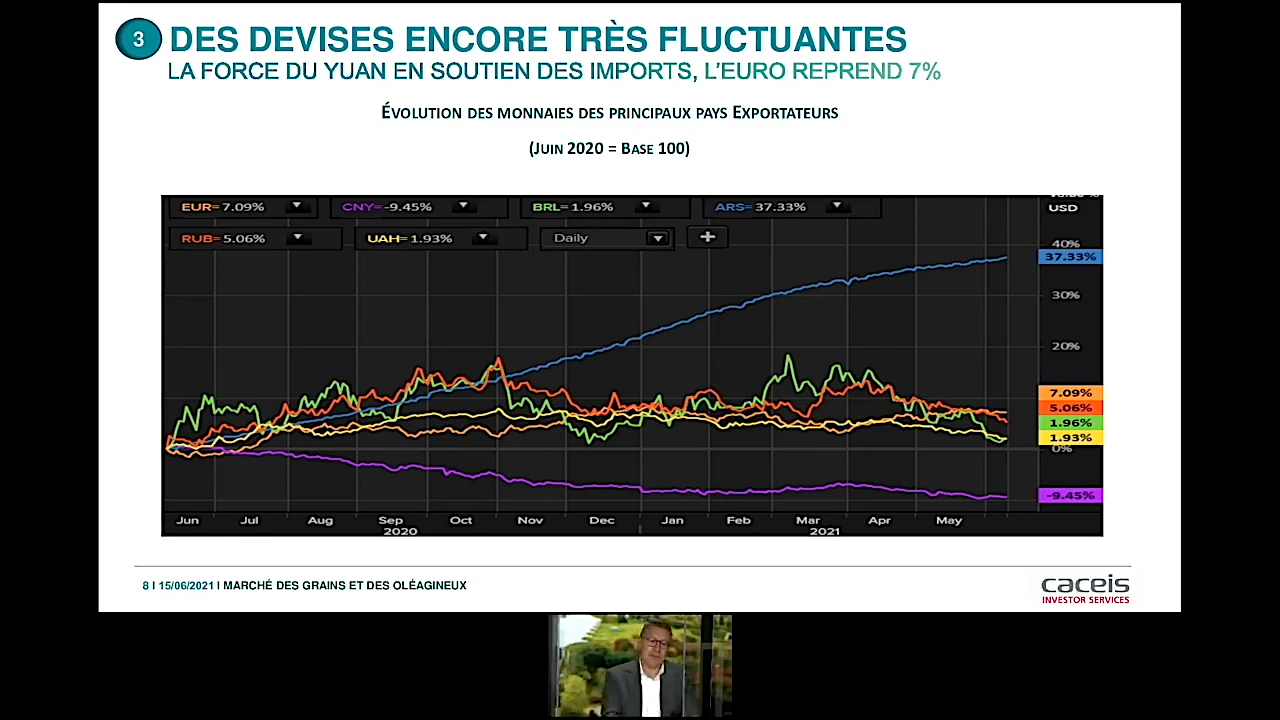 3 DES DEVISES ENCORE TRÈS FLUCTUANTES
LA FORCE DU YUAN EN SOUTIEN DES IMPORTS, L'EURO REPREND 7%
ÉVOLUTION DES MONNAIES DES PRINCIPAUX PAYS EXPORTATEURS
(JUIN 2020 = BASE 100)
EUR= 7.09% CNY= -9.45% BRL= 1.96% ARS= 37.33%
USD
RUB= 5.06% UAH= 1.93% Daily +
40%
37.33%
30%
20%
7.09%
5.06%
1.96%
1.93%
0%
-9.45%
Jun Jul Aug Sep Oct Nov Dec Jan Feb Mar Apr May
2020 2021
8 I 15/06/2021 I MARCHÉ DES GRAINS ET DES OLÉAGINEUX
caceis
INVESTOR SERVICES